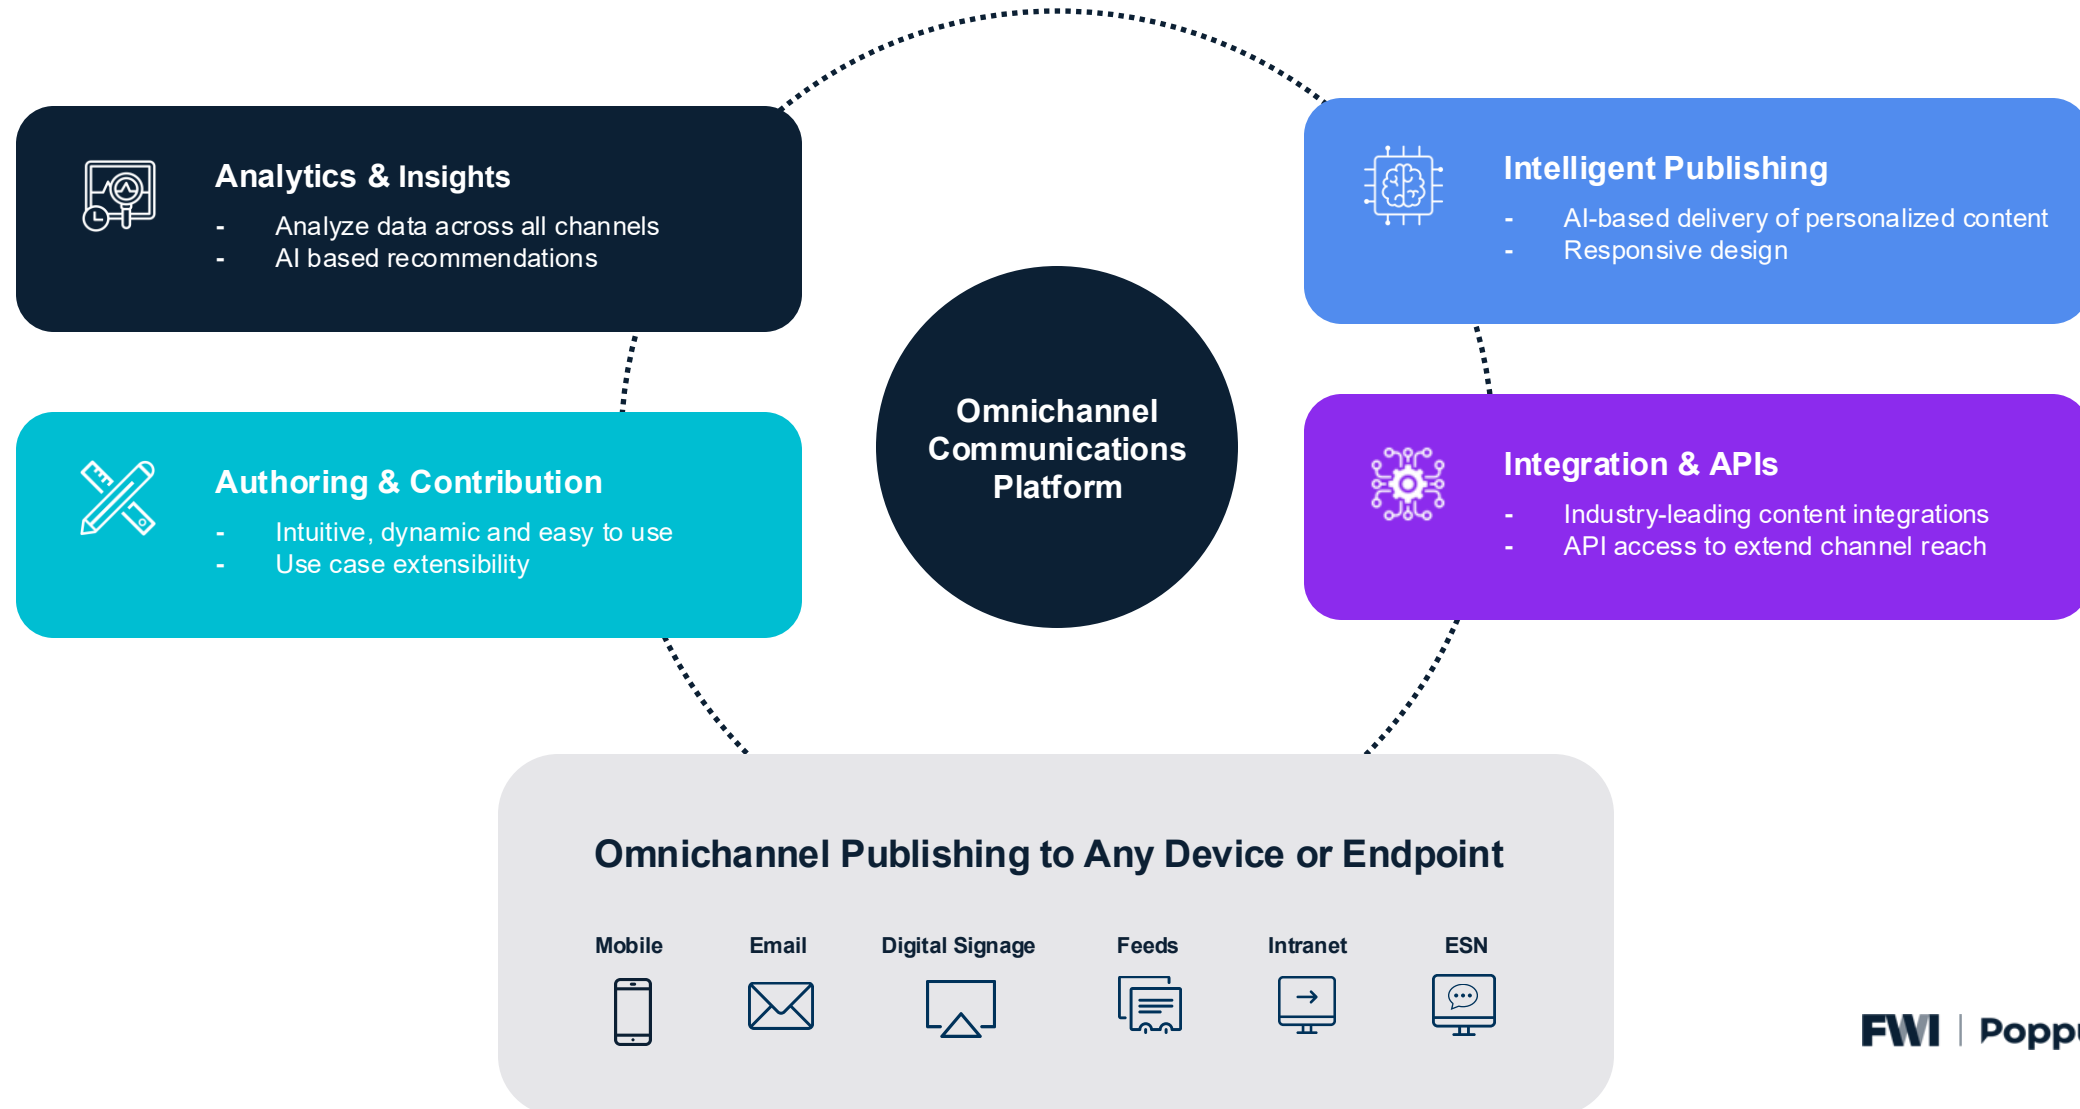 Analytics & Insights
- Analyze data across all channels
- AI based recommendations
Intelligent Publishing
- AI-based delivery of personalized content
- Responsive design
Omnichannel
Communications
Platform
Authoring & Contribution
- Intuitive, dynamic and easy to use
- Use case extensibility
Integration & APIs
- Industry-leading content integrations
- API access to extend channel reach
Omnichannel Publishing to Any Device or Endpoint
Mobile Email Digital Signage Feeds Intranet ESN
FWI